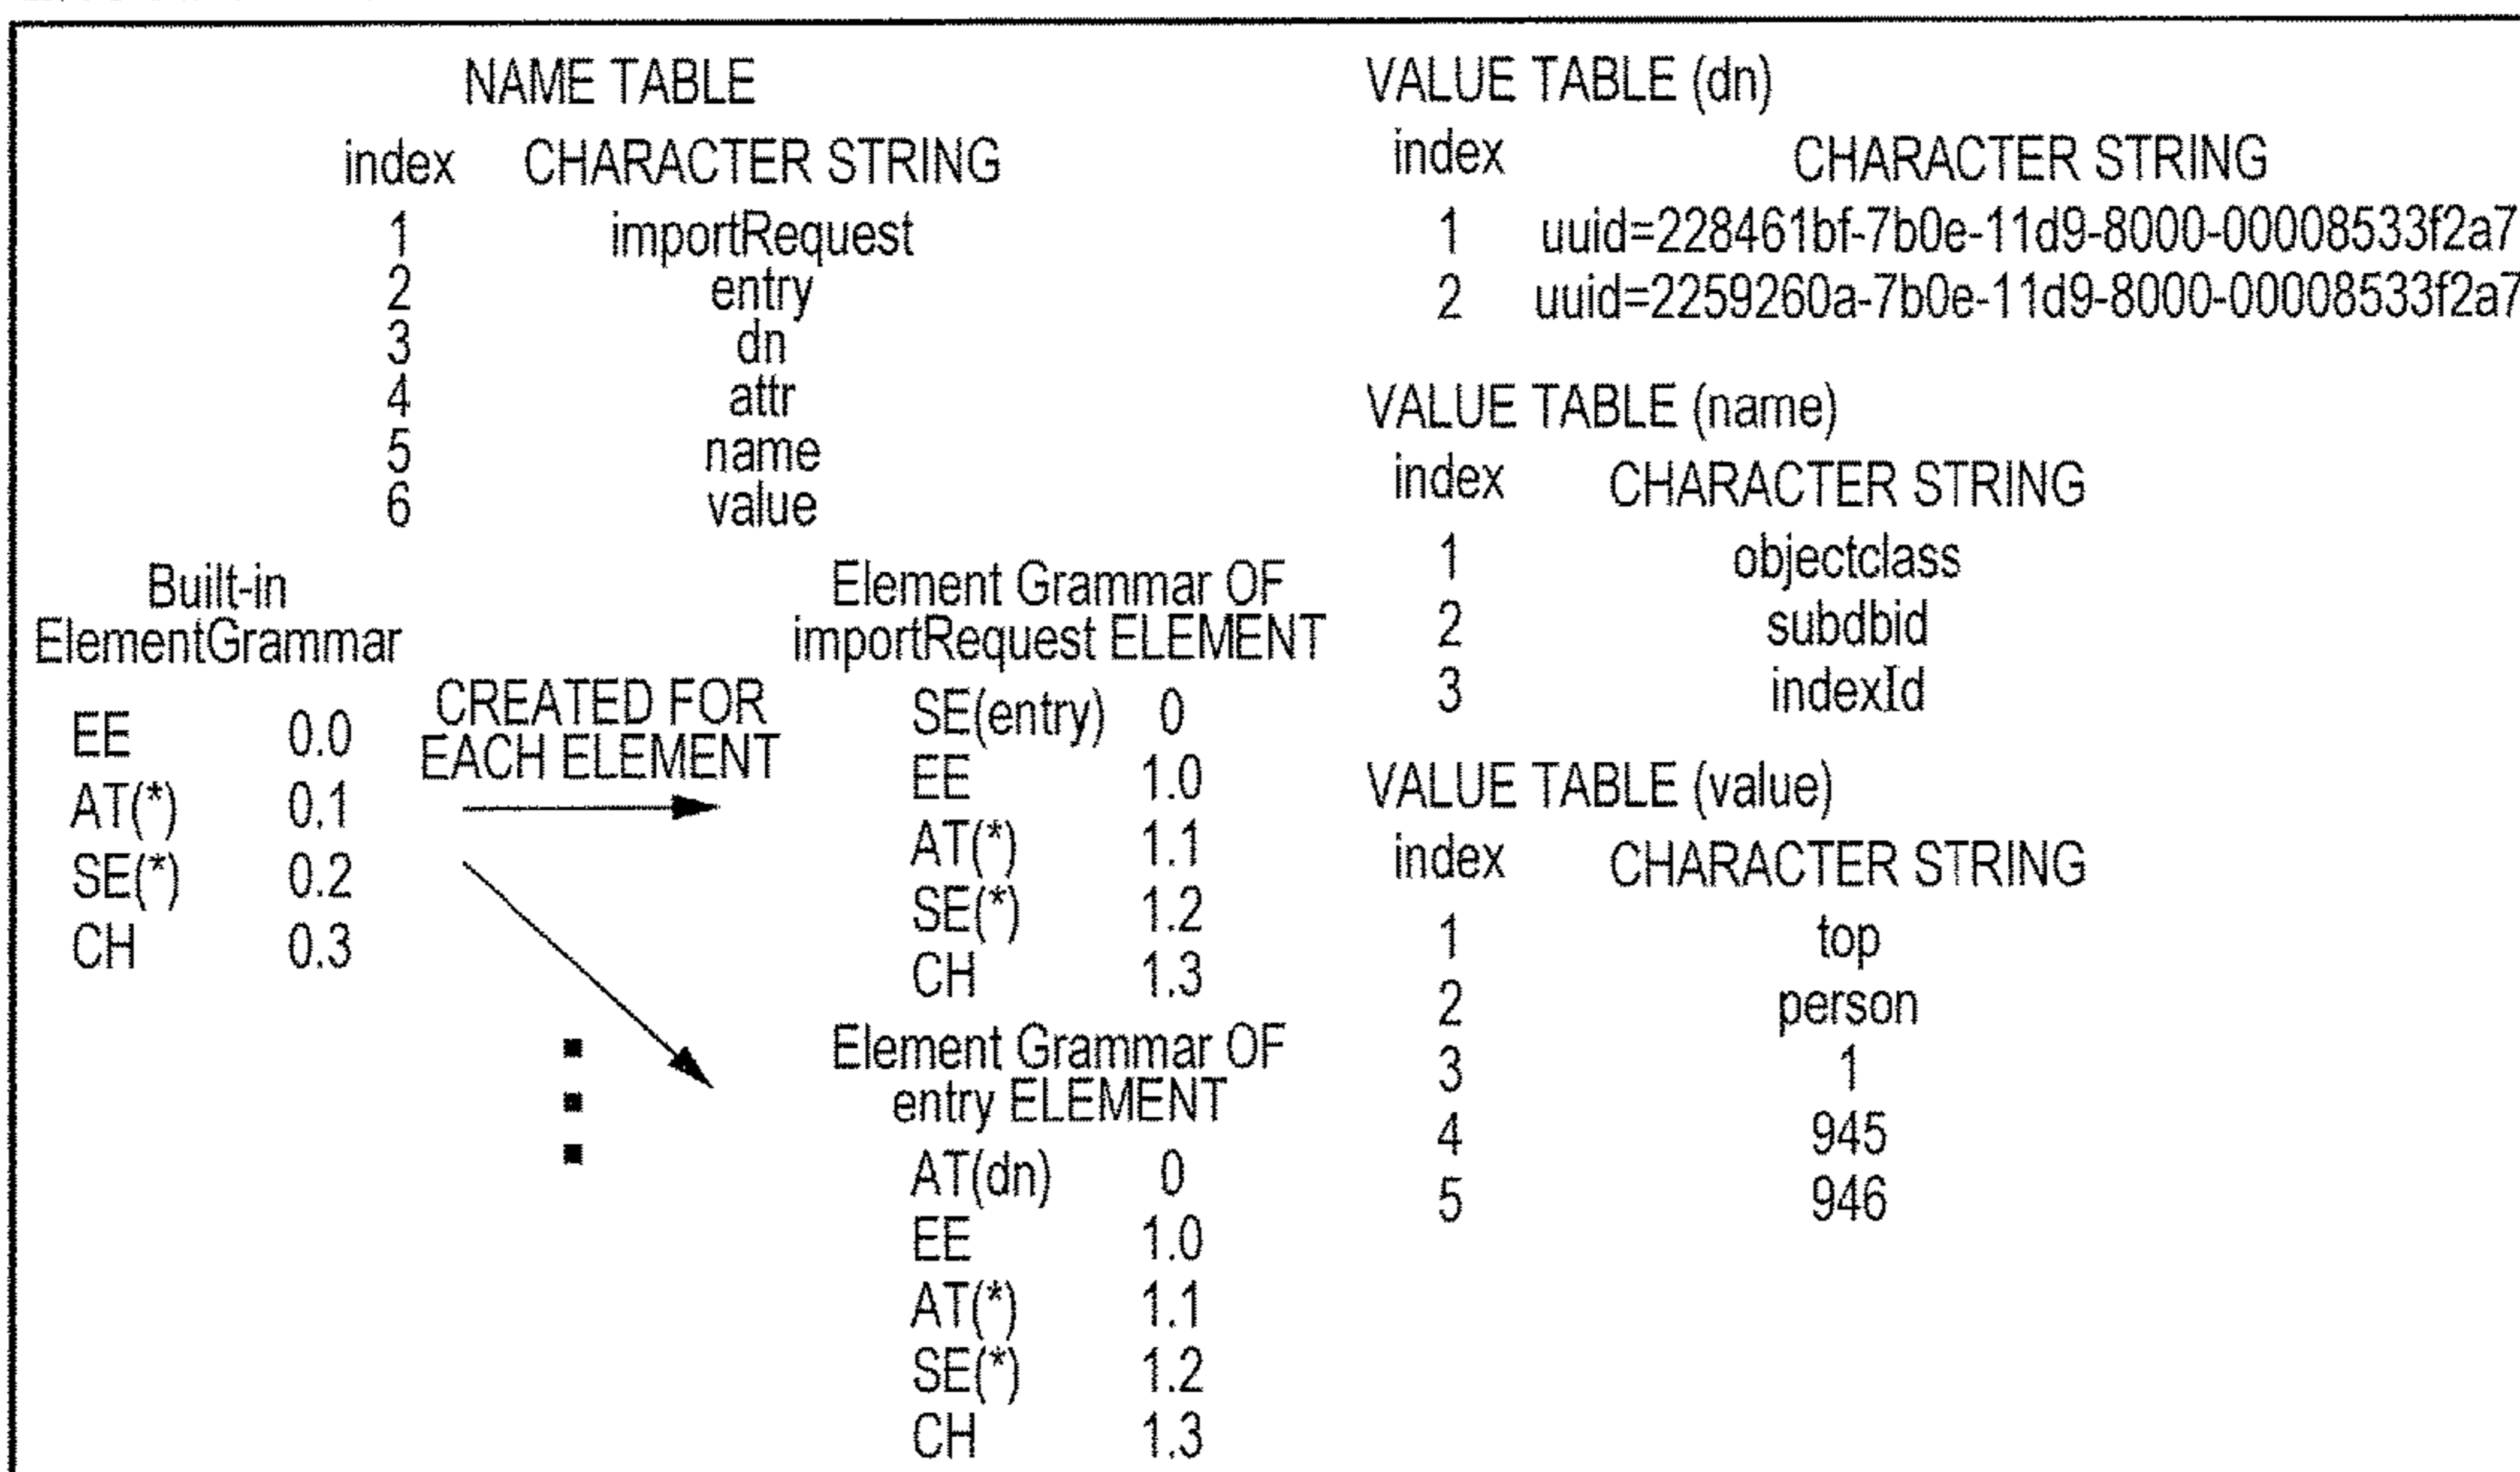 NAME TABLE
index CHARACTER STRING
1 importRequest
2 entry
3 dn
4 attr
5 name
6 value
Built-in
ElementGrammar
EE 0.0
AT(*) 0.1
SE(*) 0.2
CH 0.3
CREATED FOR
EACH ELEMENT
Element Grammar OF
importRequest ELEMENT
SE(entry) 0
EE 1.0
AT(*) 1.1
SE(*) 1.2
CH 1.3
Element Grammar OF
entry ELEMENT
AT(dn) 0
EE 1.0
AT(*) 1.1
SE(*) 1.2
CH 1.3
VALUE TABLE (dn)
index CHARACTER STRING
1 uuid=228461bf-7b0e-11d9-8000-00008533f2a7
2 uuid=2259260a-7b0e-11d9-8000-00008533f2a7
VALUE TABLE (name)
index CHARACTER STRING
1 objectclass
2 subdbid
3 indexId
VALUE TABLE (value)
index CHARACTER STRING
1 top
2 person
3 1
4 945
5 946